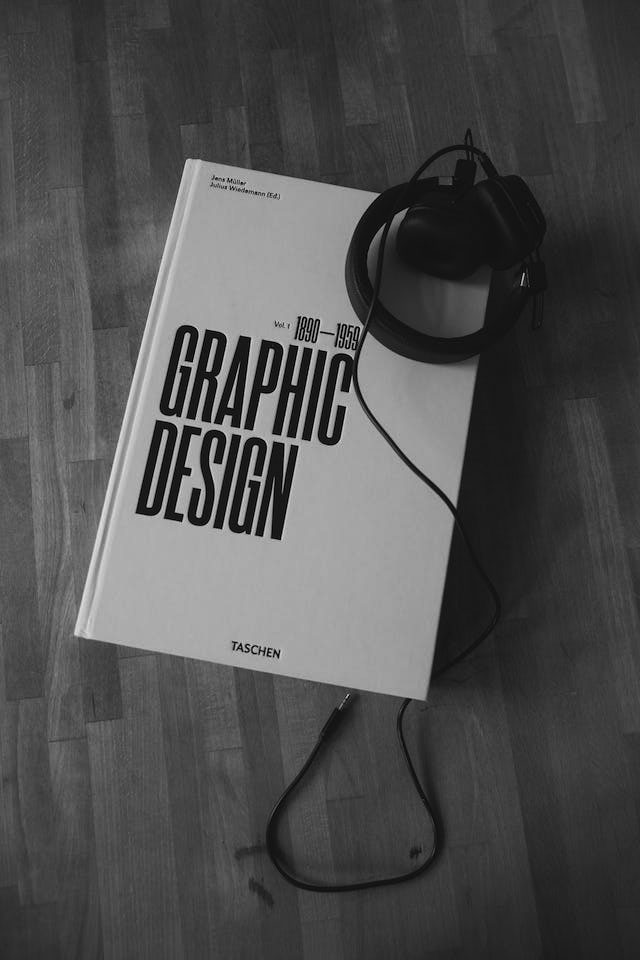 Jens Müller
Julius Wiedemann (Ed.)
Vol. 1 1890—1959
GRAPHIC
DESIGN
TASCHEN